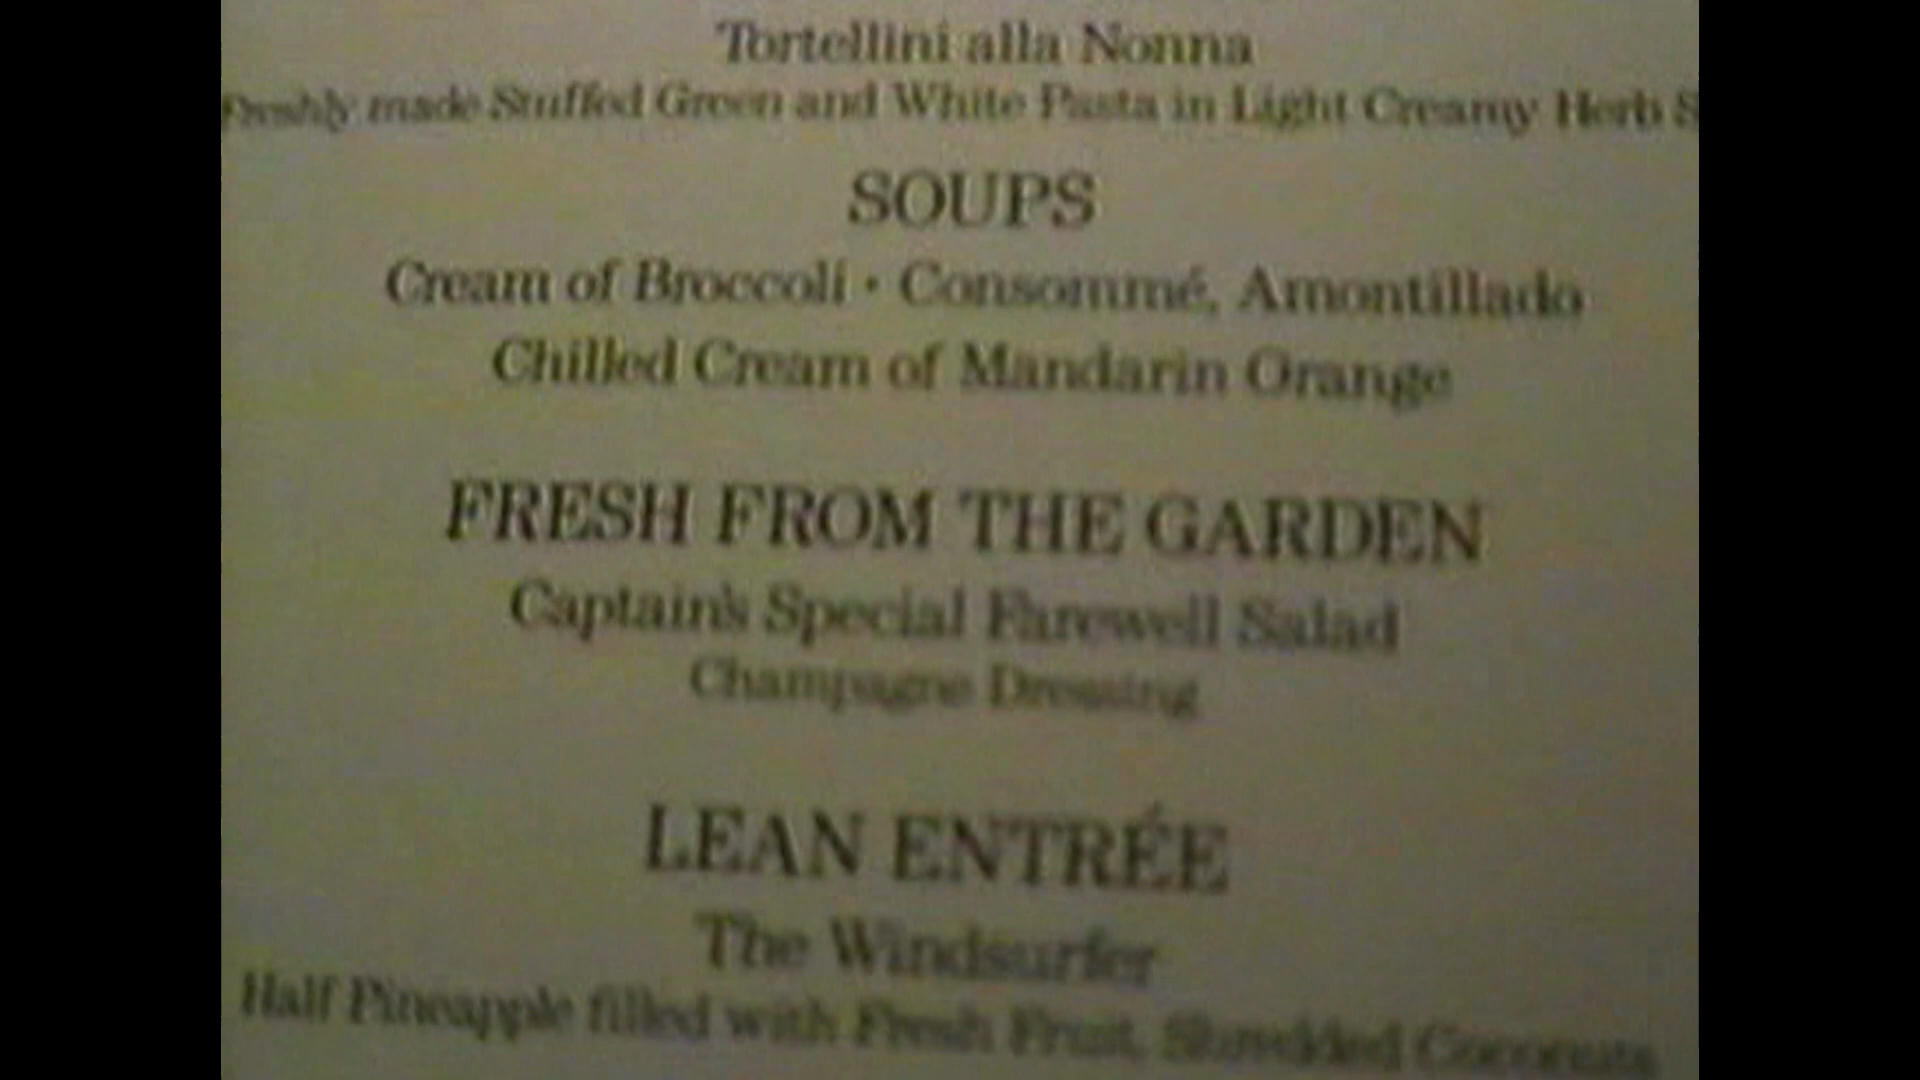 Tortellini alla Nonna
Freshly made Stuffed Green and White Pasta in Light Creamy Herb S
SOUPS
Cream of Broccoli • Consommé, Amontillado
Chilled Cream of Mandarin Orange
FRESH FROM THE GARDEN
Captain's Special Farewell Salad
Champagne Dressing
LEAN ENTRÉE
The Windsurfer
Half Pineapple filled with Fresh Fruit, Shredded Coconuts